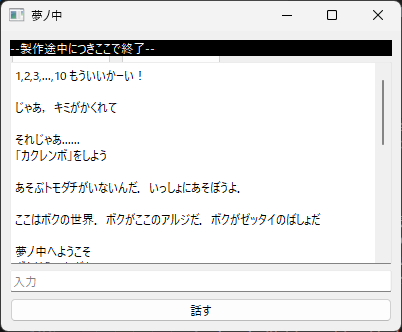 夢ノ中
--製作途中につきここで終了--
1,2,3,...,10 もういいかーい！
じゃあ，キミがかくれて
それじゃあ......
「カクレンボ」をしよう
あそぶトモダチがいないんだ．いっしょにあそぼうよ．
ここはボクの世界．ボクがここのアルジだ．ボクがゼッタイのばしょだ
夢ノ中へようこそ
入力
話す